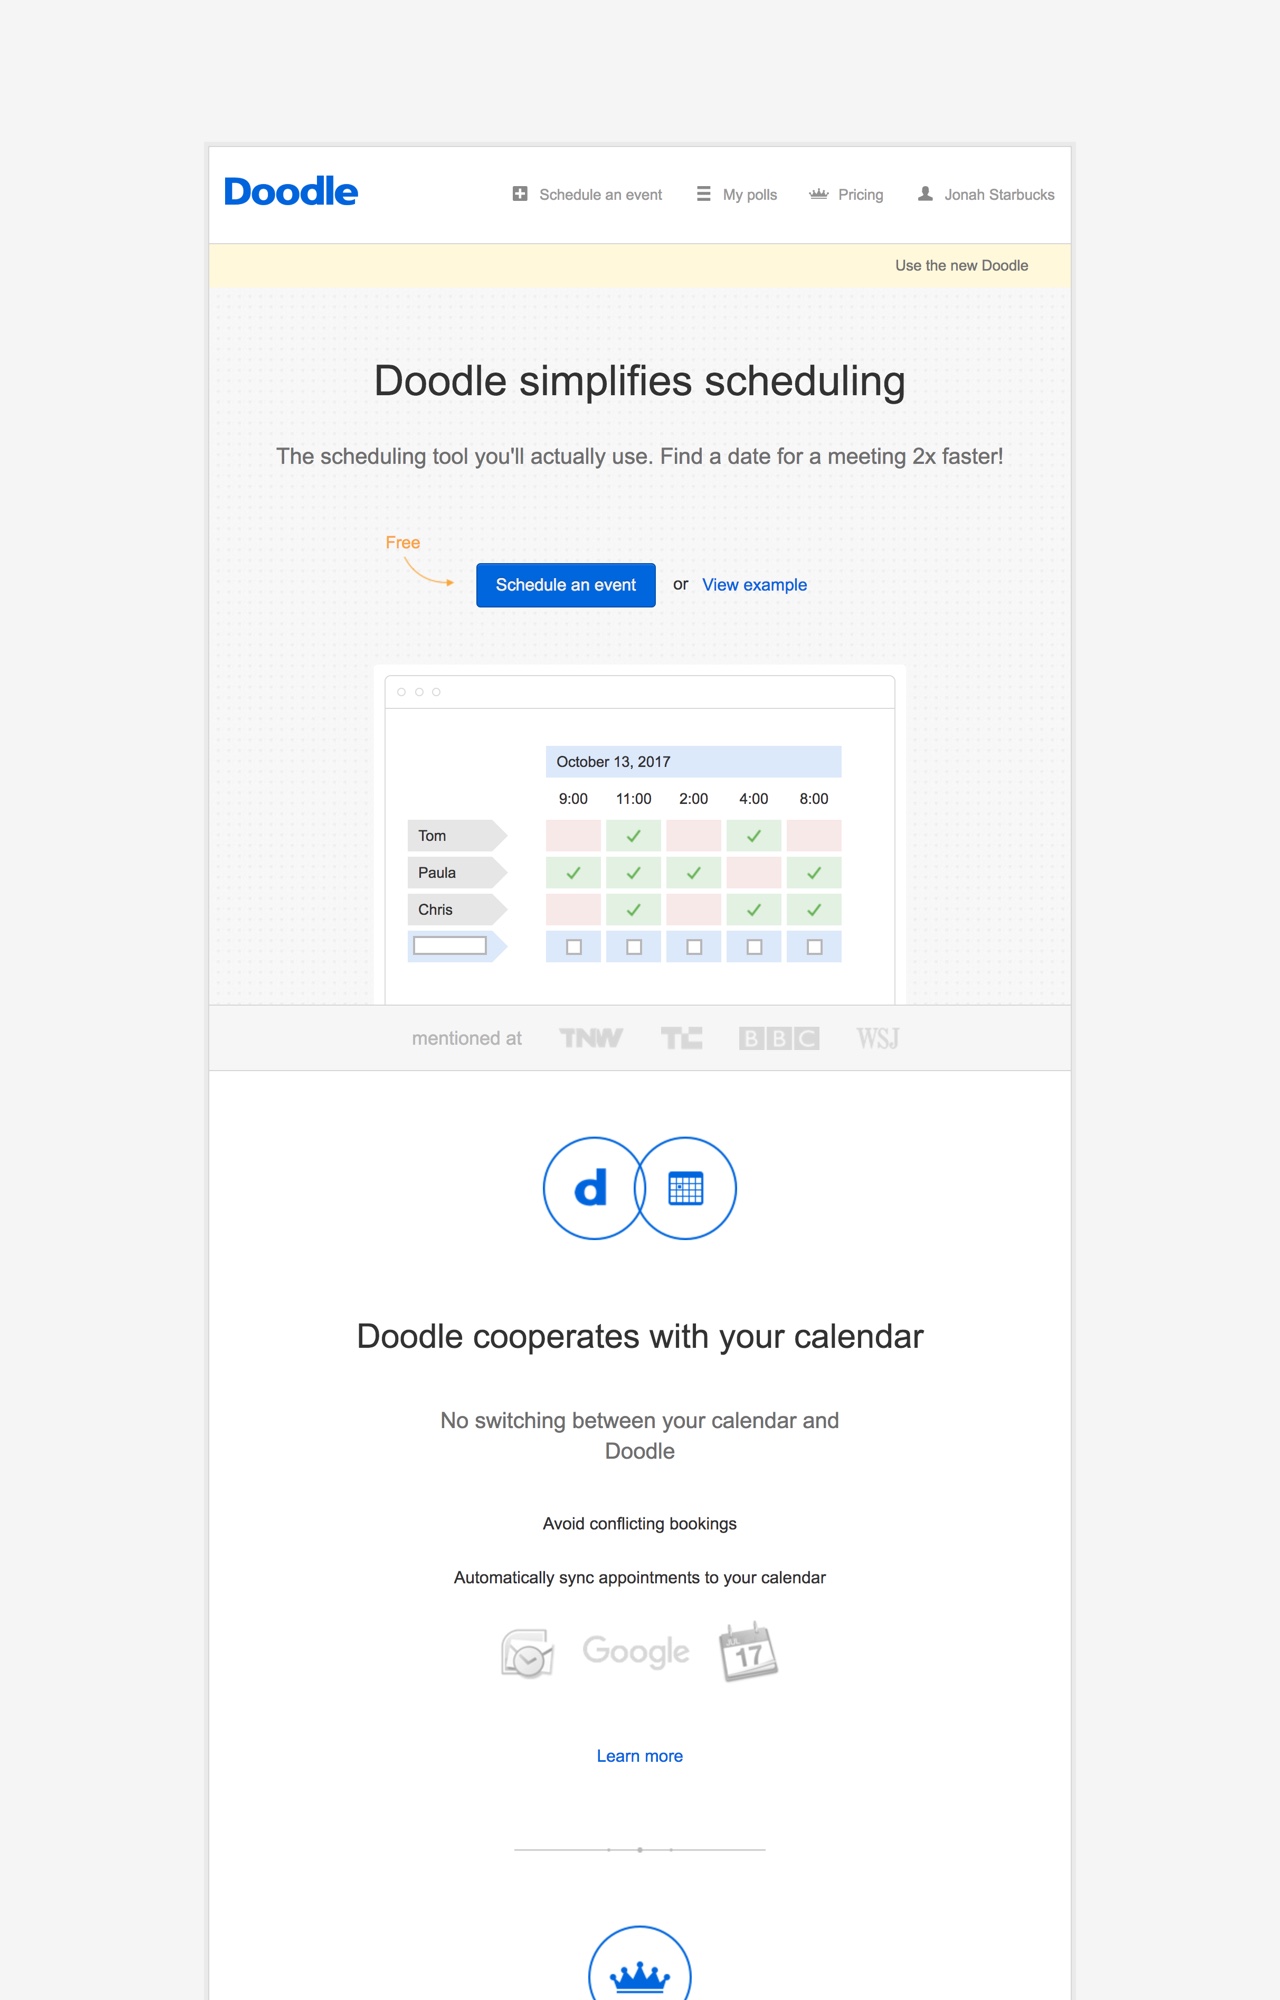 Doodle
Schedule an event
My polls
Pricing
Jonah Starbucks
Use the new Doodle
Doodle simplifies scheduling
The scheduling tool you'll actually use. Find a date for a meeting 2x faster!
Free
Schedule an event or View example
October 13, 2017
9:00 11:00 2:00 4:00 8:00
Tom
Paula
Chris
mentioned at TNW TC BBC WSJ
d
Doodle cooperates with your calendar
No switching between your calendar and
Doodle
Avoid conflicting bookings
Automatically sync appointments to your calendar
Google
JUL
17
Learn more